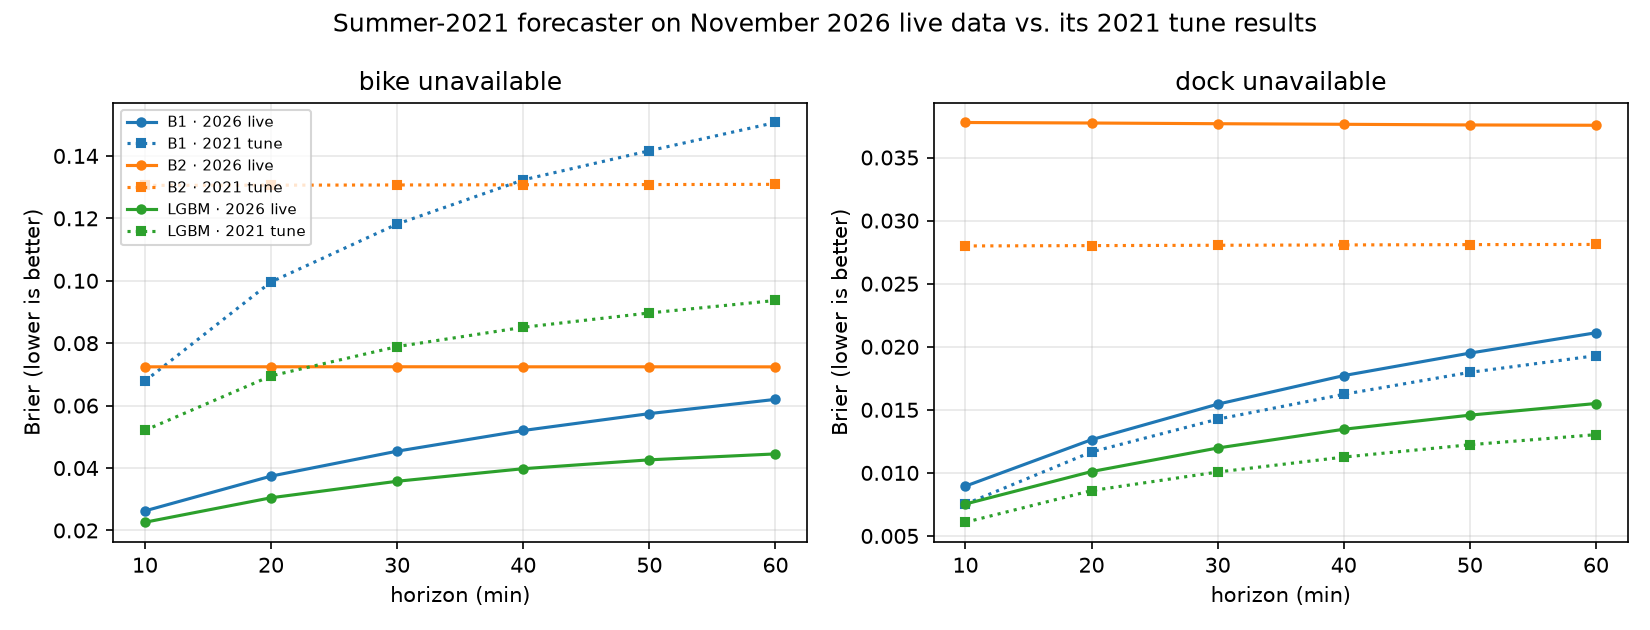 Summer-2021 forecaster on November 2026 live data vs. its 2021 tune results
bike unavailable
B1 · 2026 live
B1 · 2021 tune
B2 · 2026 live
B2 · 2021 tune
LGBM · 2026 live
LGBM · 2021 tune
Brier (lower is better)
0.14
0.12
0.10
0.08
0.06
0.04
0.02
10 20 30 40 50 60
horizon (min)
dock unavailable
Brier (lower is better)
0.035
0.030
0.025
0.020
0.015
0.010
0.005
10 20 30 40 50 60
horizon (min)